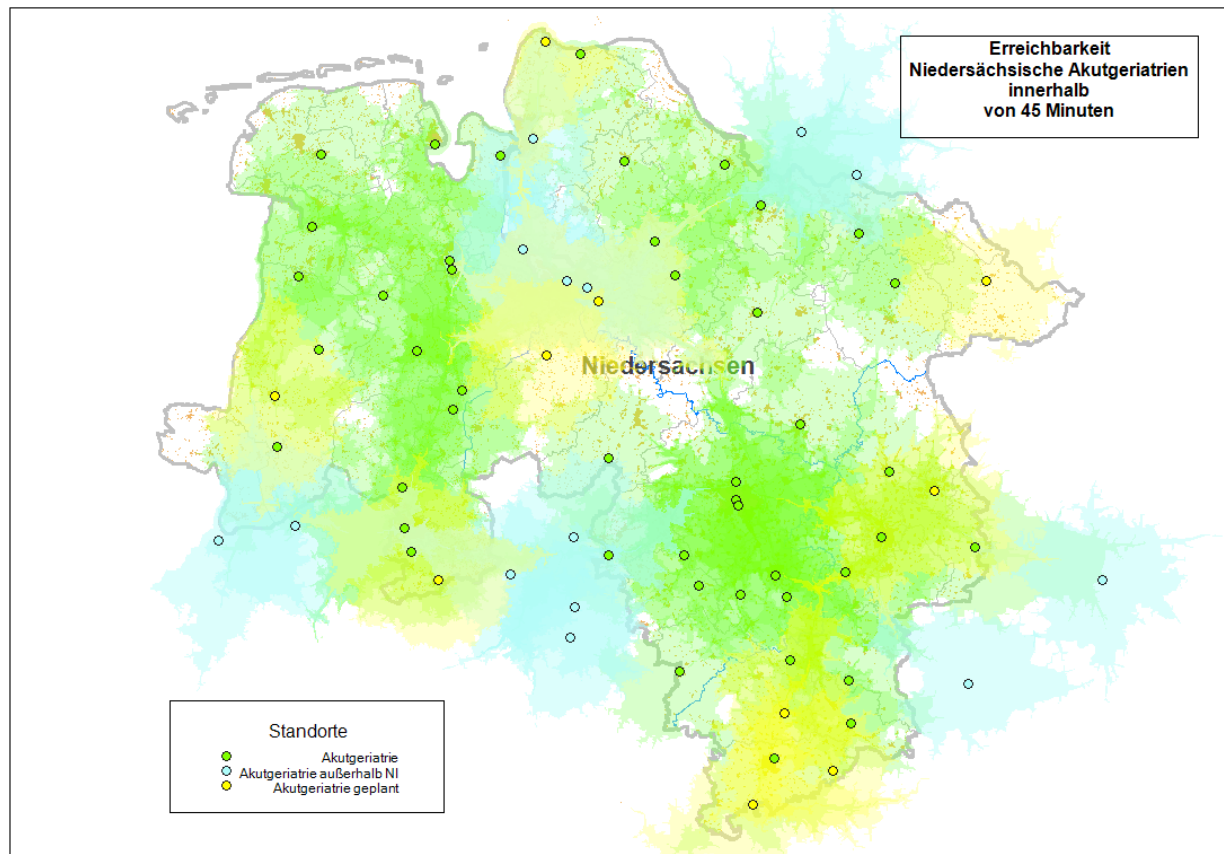 Erreichbarkeit
Niedersächsische Akutgeriatrien
innerhalb
von 45 Minuten
Niedersachsen
Standorte
Akutgeriatrie
Akutgeriatrie außerhalb NI
Akutgeriatrie geplant